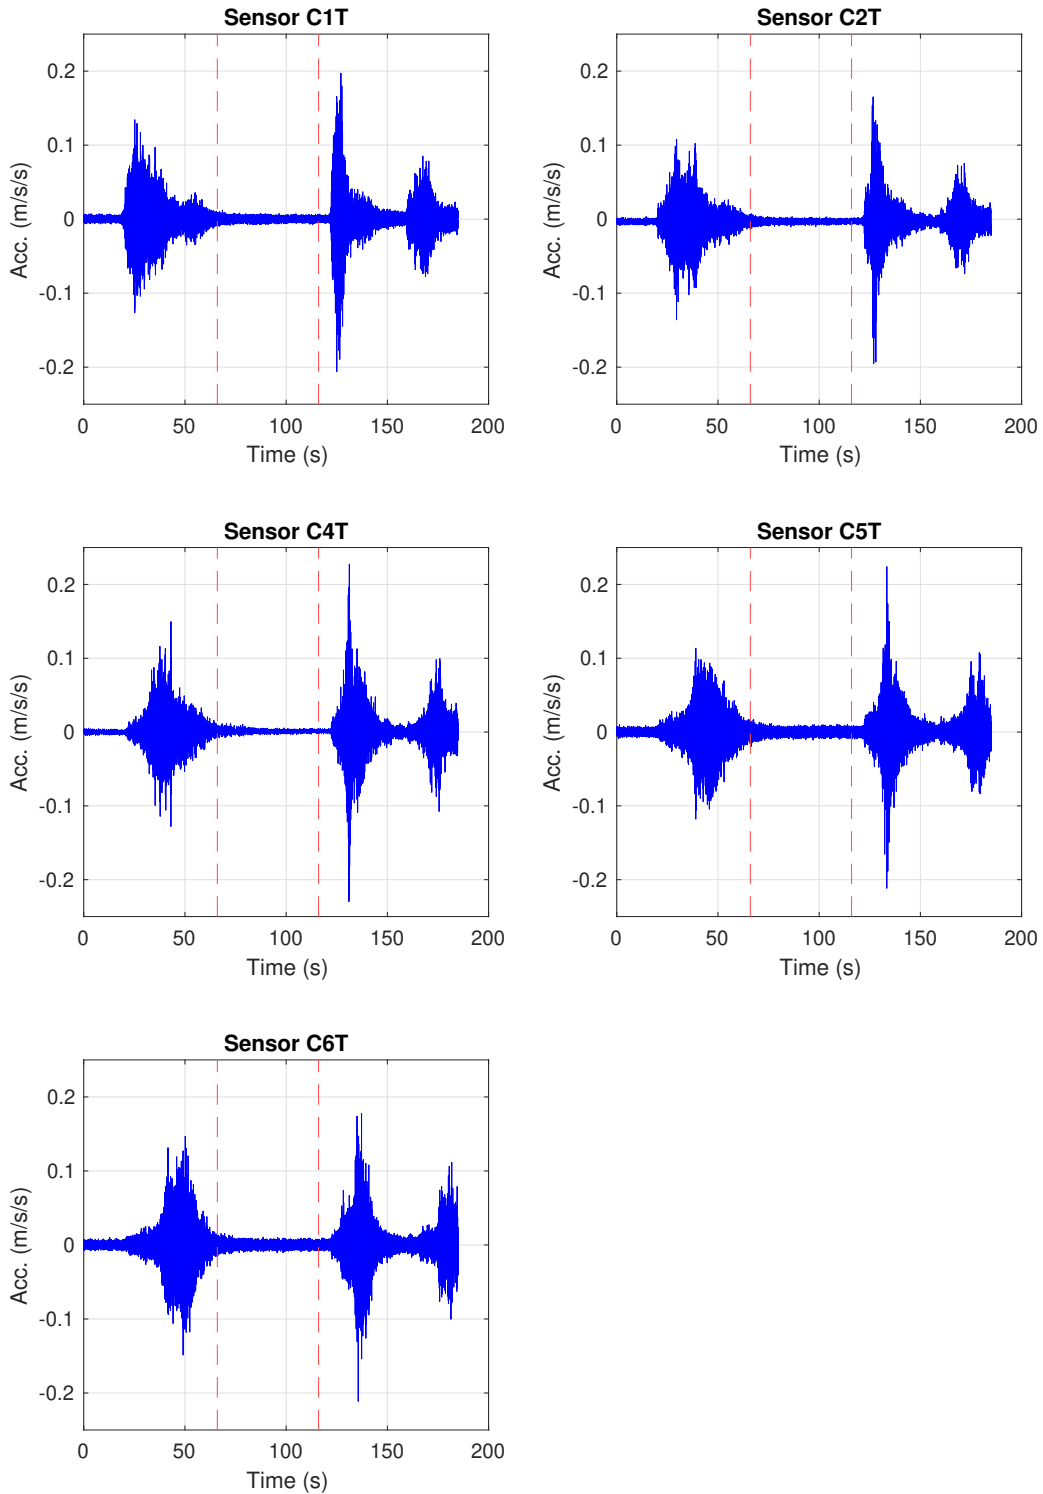 Sensor C1T
Acc. (m/s/s)
0.2
0.1
0
-0.1
-0.2
0 50 100 150 200
Time (s)
Sensor C2T
Acc. (m/s/s)
0.2
0.1
0
-0.1
-0.2
0 50 100 150 200
Time (s)
Sensor C4T
Acc. (m/s/s)
0.2
0.1
0
-0.1
-0.2
0 50 100 150 200
Time (s)
Sensor C5T
Acc. (m/s/s)
0.2
0.1
0
-0.1
-0.2
0 50 100 150 200
Time (s)
Sensor C6T
Acc. (m/s/s)
0.2
0.1
0
-0.1
-0.2
0 50 100 150 200
Time (s)